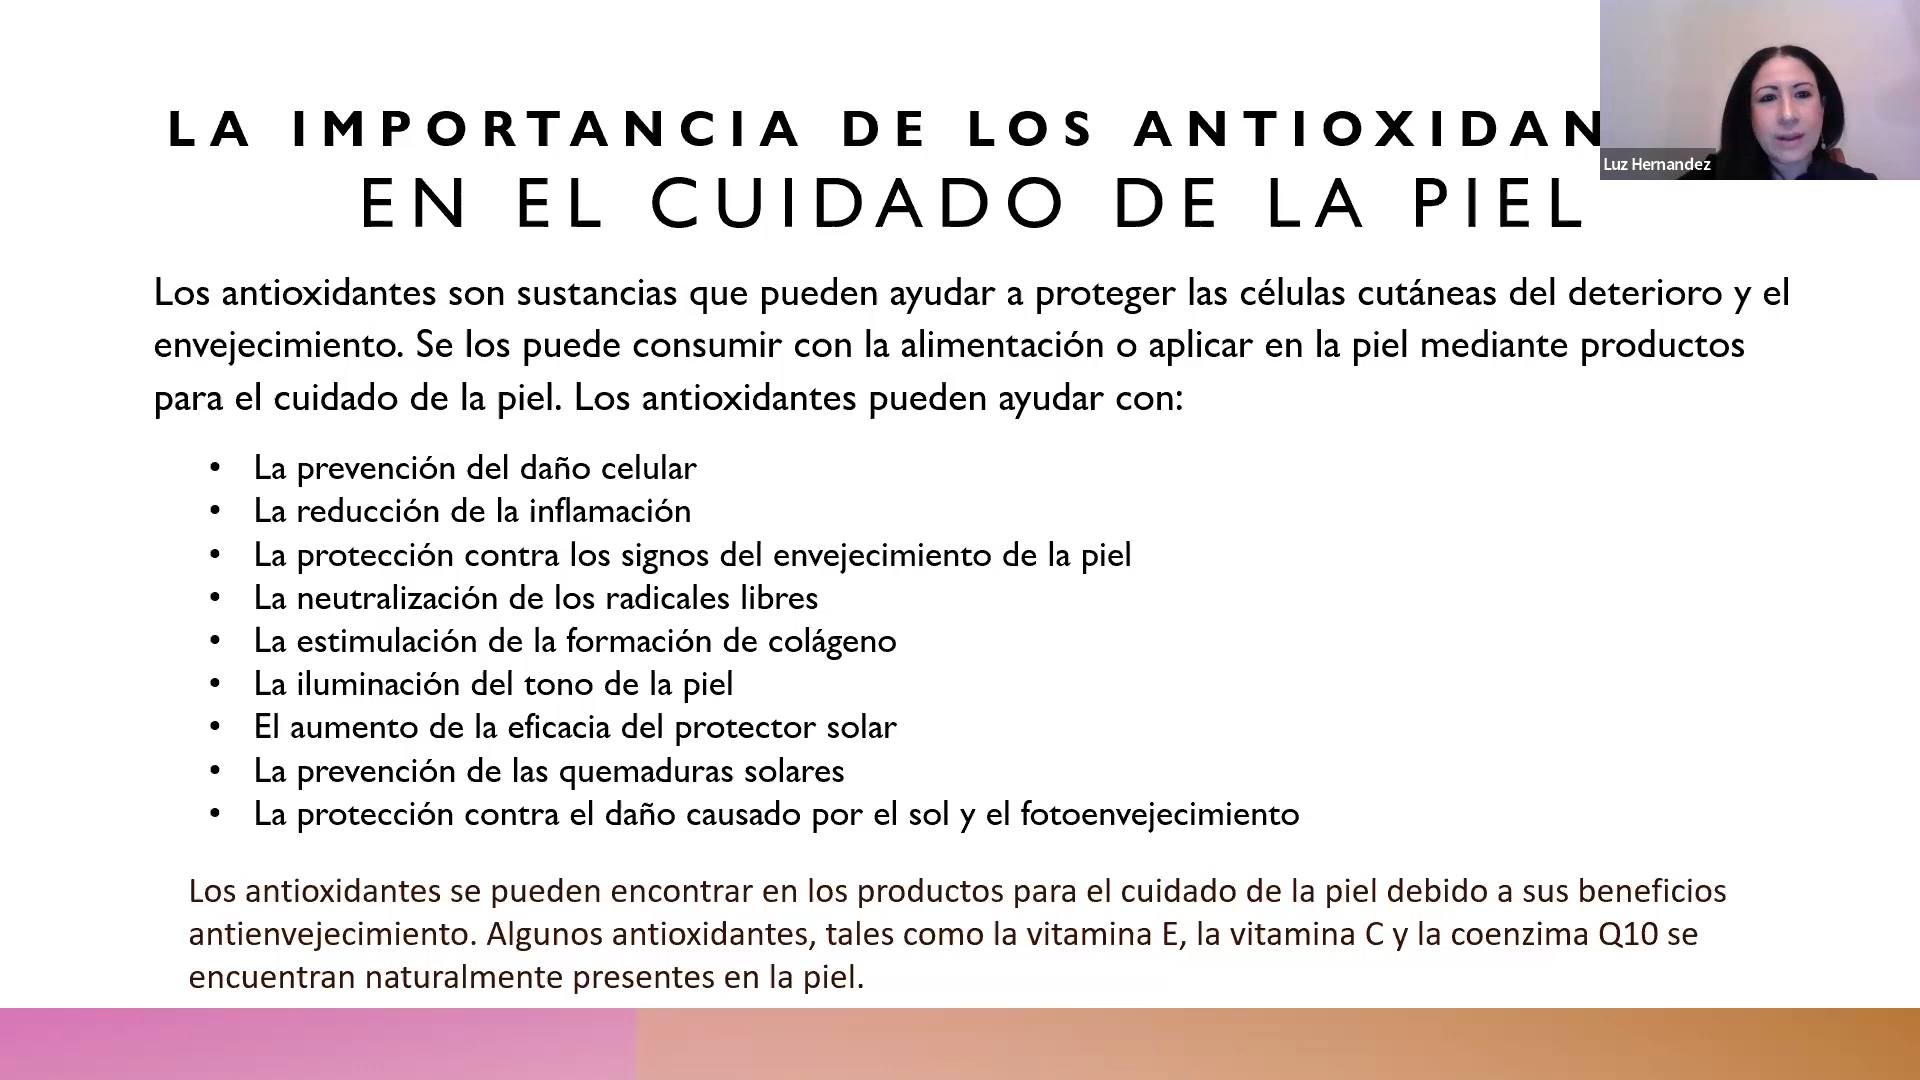 LA IMPORTANCIA DE LOS ANTIOXIDAN
EN EL CUIDADO DE LA PIEL
Luz Hernandez
Los antioxidantes son sustancias que pueden ayudar a proteger las células cutáneas del deterioro y el
envejecimiento. Se los puede consumir con la alimentación o aplicar en la piel mediante productos
para el cuidado de la piel. Los antioxidantes pueden ayudar con:
• La prevención del daño celular
• La reducción de la inflamación
• La protección contra los signos del envejecimiento de la piel
• La neutralización de los radicales libres
• La estimulación de la formación de colágeno
• La iluminación del tono de la piel
• El aumento de la eficacia del protector solar
• La prevención de las quemaduras solares
• La protección contra el daño causado por el sol y el fotoenvejecimiento
Los antioxidantes se pueden encontrar en los productos para el cuidado de la piel debido a sus beneficios
antienvejecimiento. Algunos antioxidantes, tales como la vitamina E, la vitamina C y la coenzima Q10 se
encuentran naturalmente presentes en la piel.